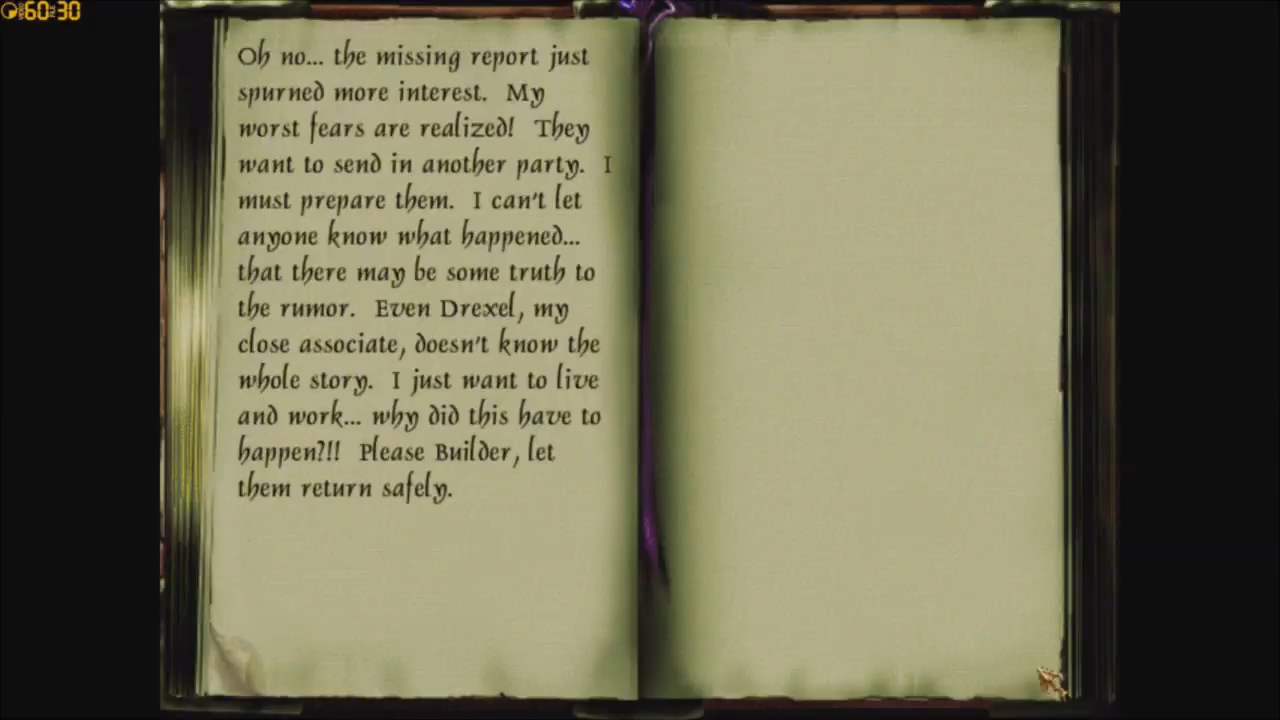 60 30
Oh no... the missing report just
spurned more interest.  My
worst fears are realized!  They
want to send in another party.  I
must prepare them.  I can't let
anyone know what happened...
that there may be some truth to
the rumor.  Even Drexel, my
close associate, doesn't know the
whole story.  I just want to live
and work... why did this have to
happen?!!  Please Builder, let
them return safely.